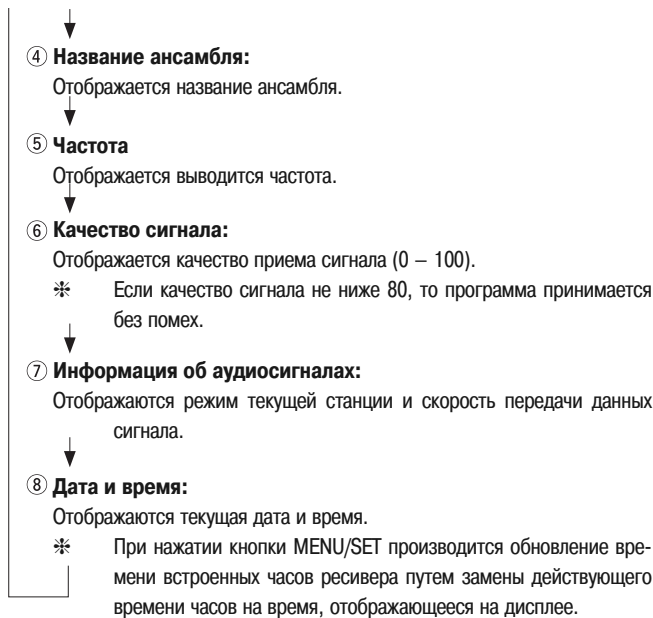 ④ Название ансамбля:
Отображается название ансамбля.
⑤ Частота
Отображается выводится частота.
⑥ Качество сигнала:
Отображается качество приема сигнала (0 – 100).
❉ Если качество сигнала не ниже 80, то программа принимается
без помех.
⑦ Информация об аудиосигналах:
Отображаются режим текущей станции и скорость передачи данных
сигнала.
⑧ Дата и время:
Отображаются текущая дата и время.
❉ При нажатии кнопки MENU/SET производится обновление вре-
мени встроенных часов ресивера путем замены действующего
времени часов на время, отображающееся на дисплее.